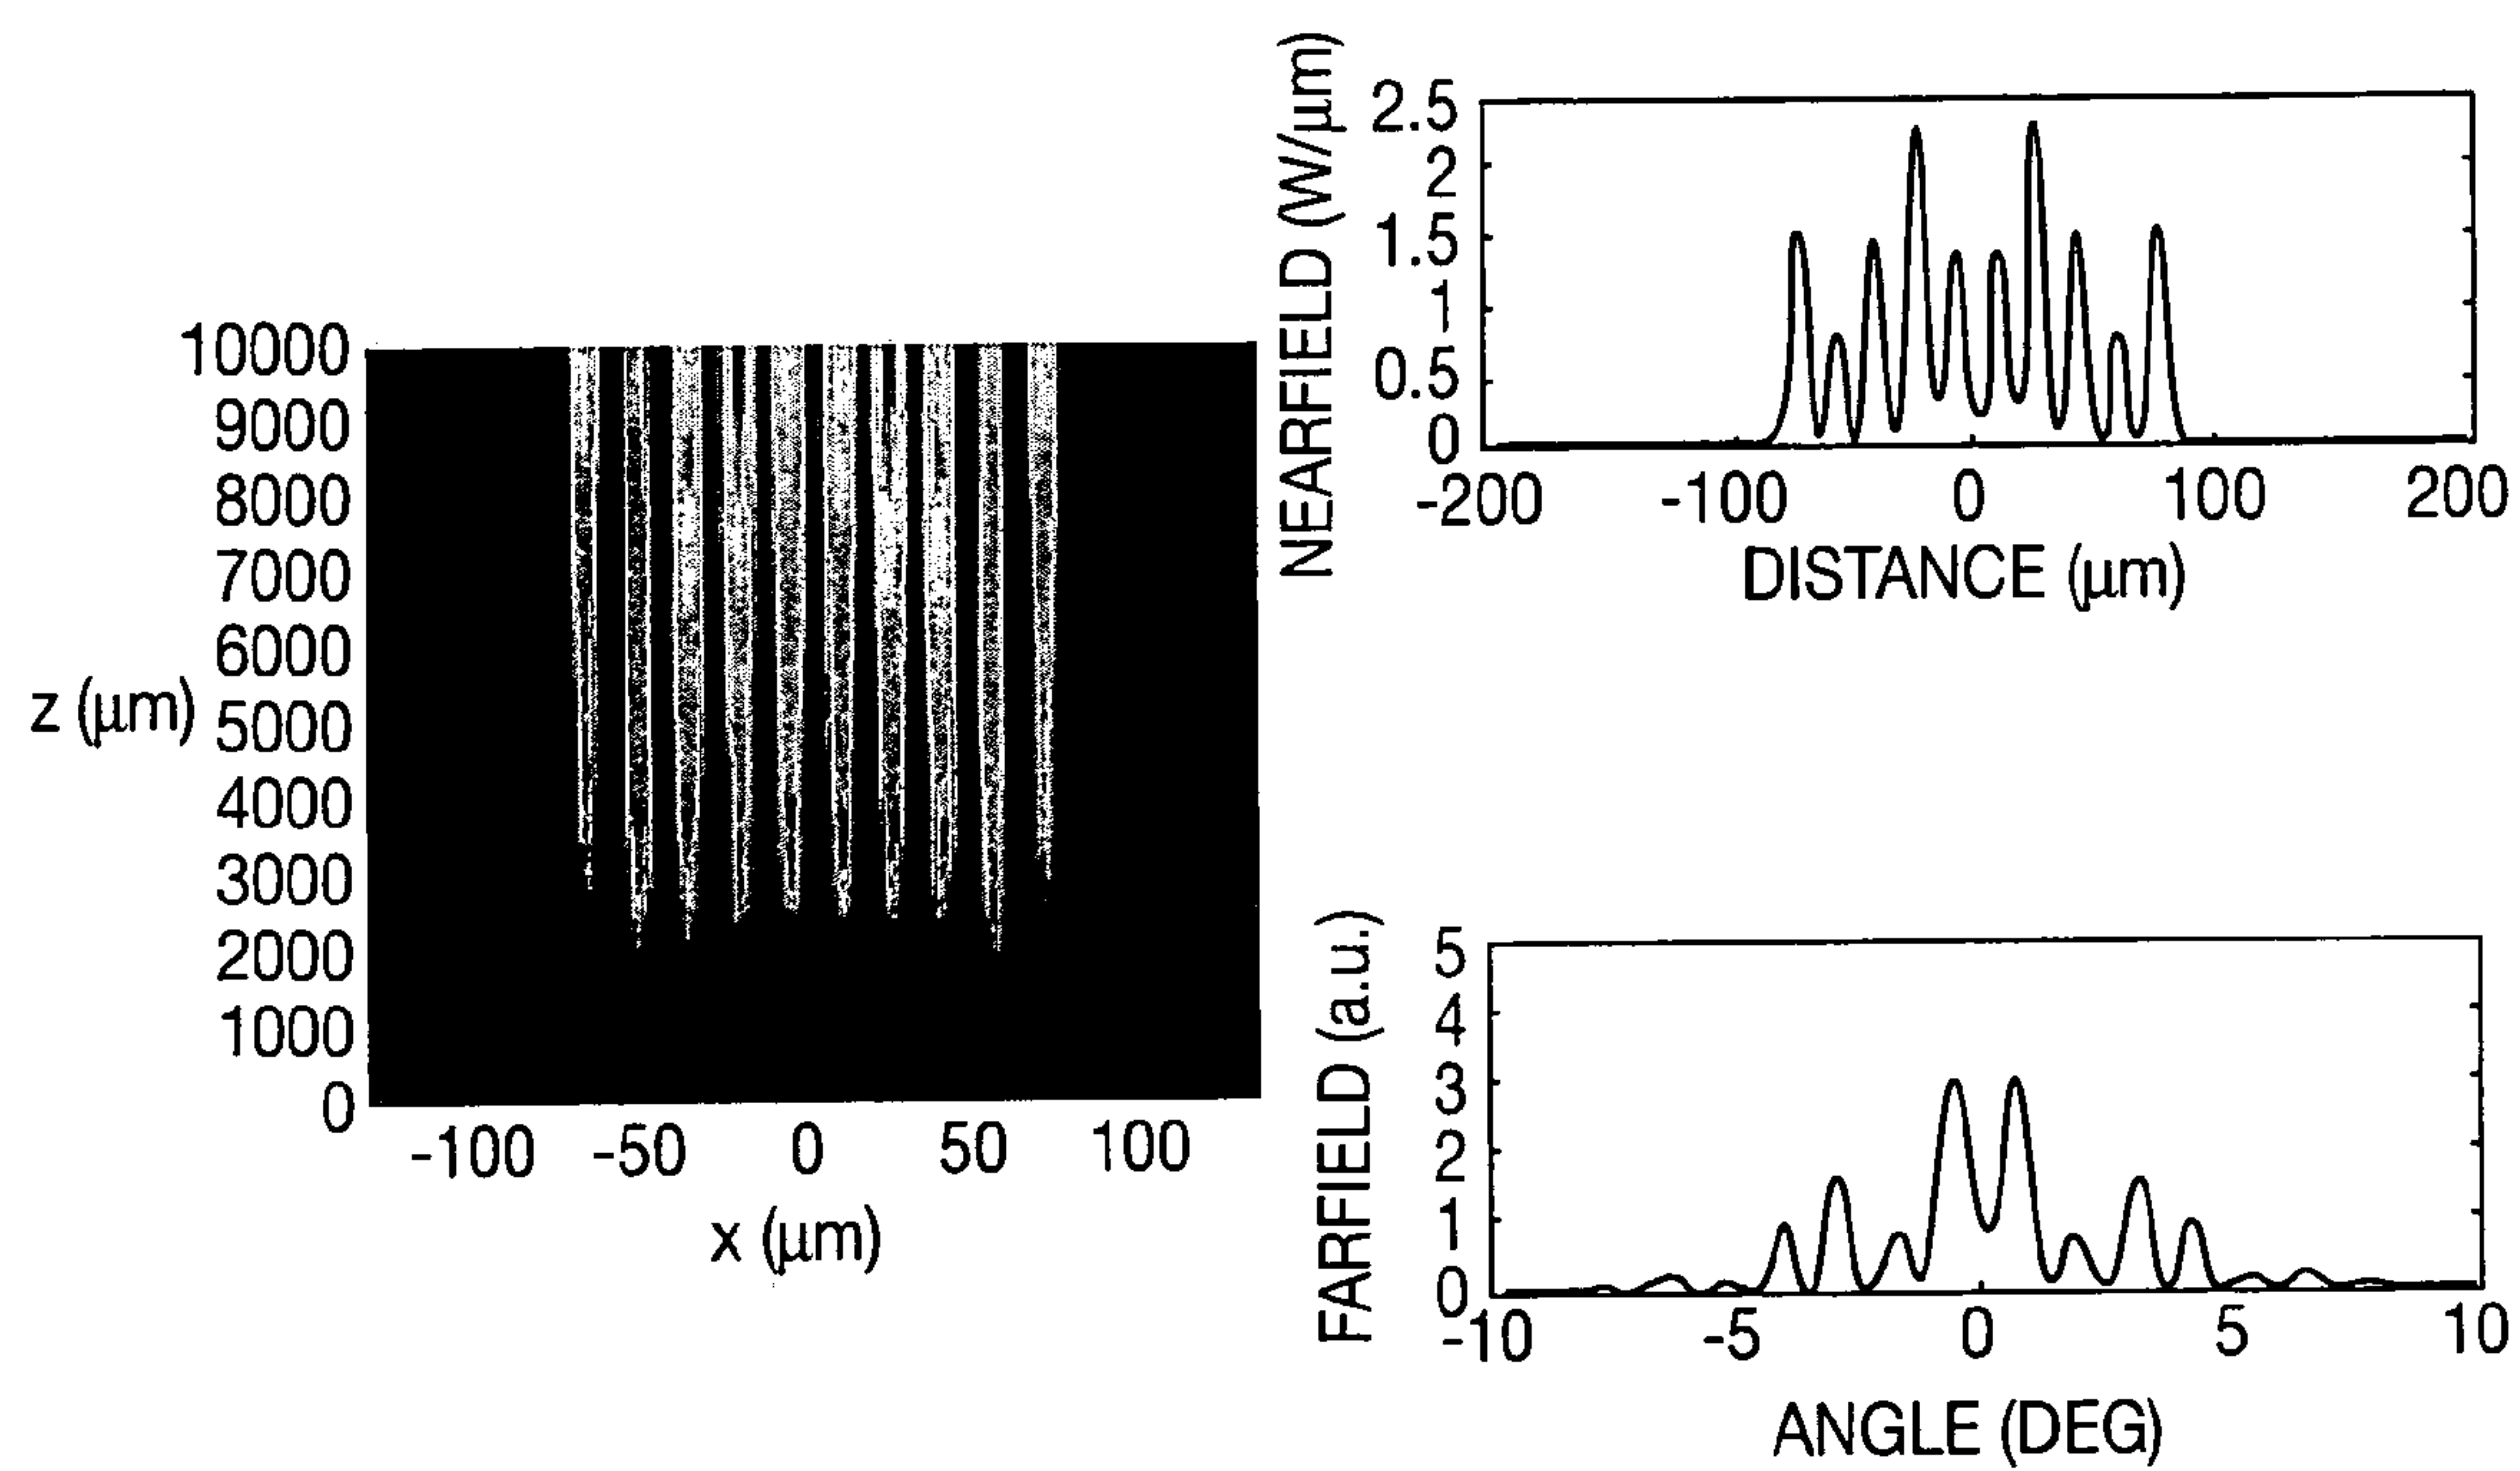 10000
9000
8000
7000
6000
z (μm) 5000
4000
3000
2000
1000
0
-100 -50 0 50 100
x (μm)
NEARFIELD (W/μm)
2.5
2
1.5
1
0.5
0
-200 -100 0 100 200
DISTANCE (μm)
FARFIELD (a.u.)
5
4
3
2
1
0
-10 -5 0 5 10
ANGLE (DEG)